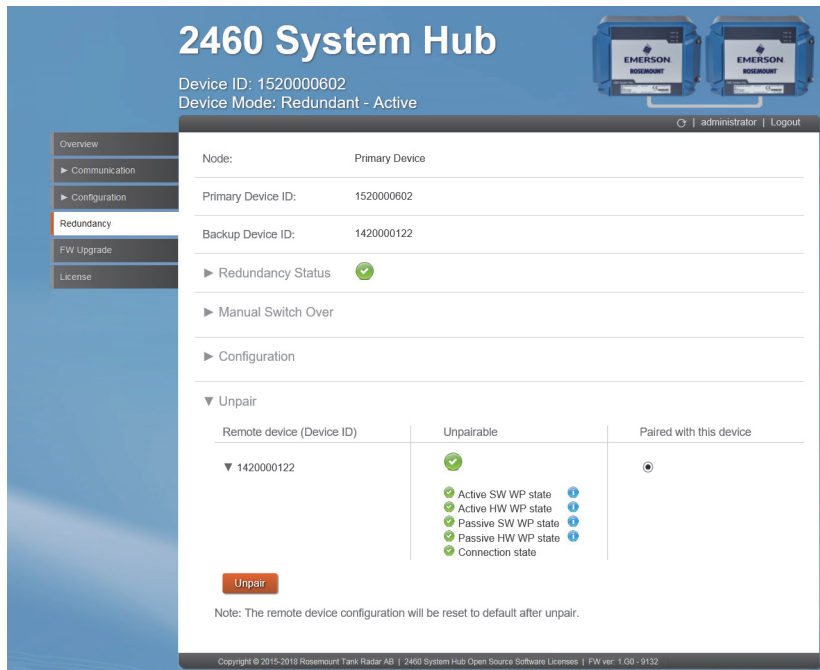 2460 System Hub
Device ID: 1520000602
Device Mode: Redundant - Active
EMERSON
ROSEMOUNT
EMERSON
ROSEMOUNT
| administrator | Logout
Overview
► Communication
► Configuration
Redundancy
FW Upgrade
License
Node: Primary Device
Primary Device ID: 1520000602
Backup Device ID: 1420000122
► Redundancy Status
► Manual Switch Over
► Configuration
▼ Unpair
Remote device (Device ID) Unpairable Paired with this device
▼ 1420000122
Active SW WP state
Active HW WP state
Passive SW WP state
Passive HW WP state
Connection state
Unpair
Note: The remote device configuration will be reset to default after unpair.
Copyright © 2015-2018 Rosemount Tank Radar AB | 2460 System Hub Open Source Software Licenses | FW ver: 1.G0 - 9132